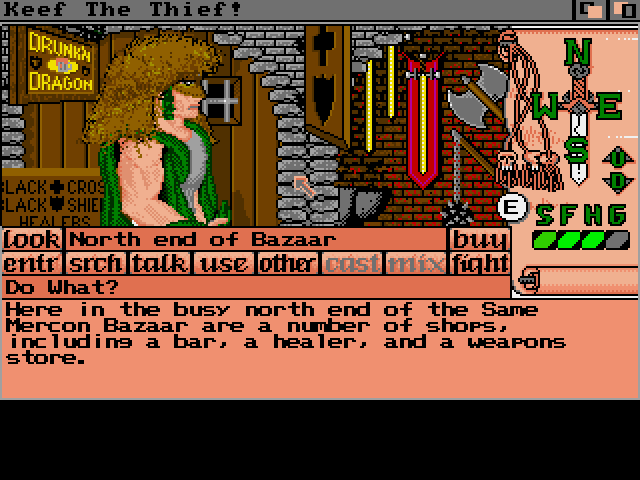 Keef The Thief!
DRUNK'N
DRAGON
LACK CROS
LACK SHIE
HEALERS
N
W E
S
U
D
E
S F H G
look North end of Bazaar buy
entr srch talk use other cast mix fight
Do What?
Here in the busy north end of the Same
Mercon Bazaar are a number of shops,
including a bar, a healer, and a weapons
store.